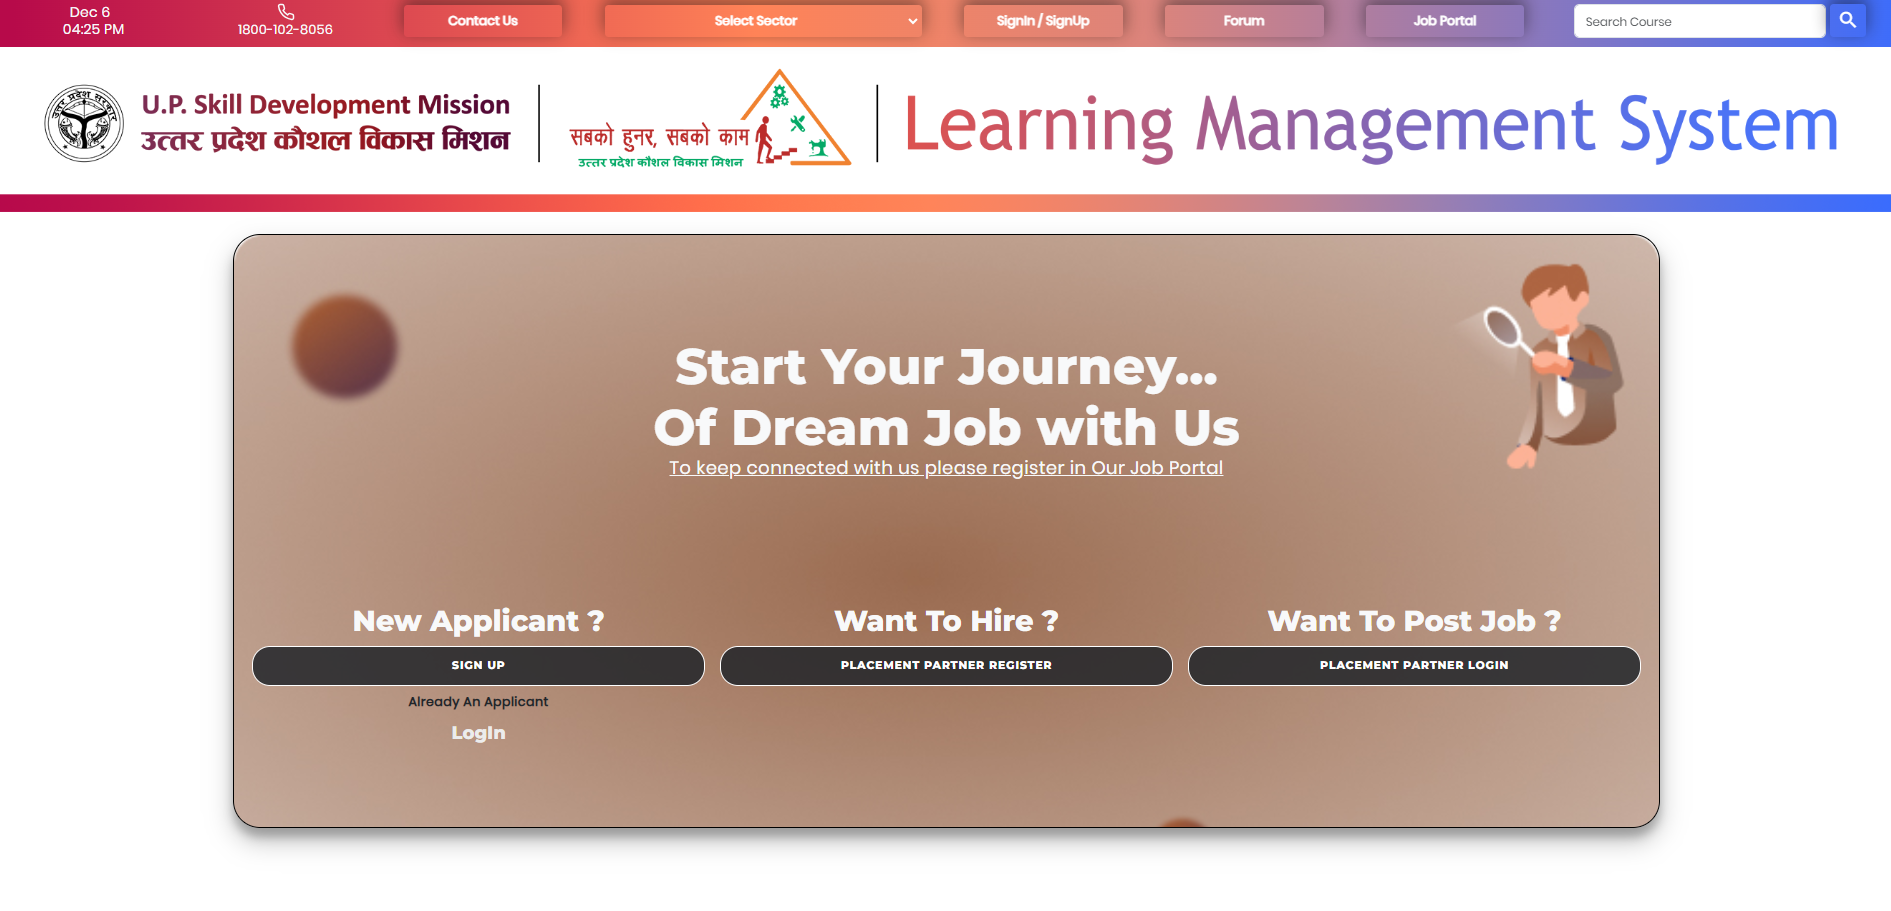 Dec 6
04:25 PM
1800-102-8056
Contact Us
Select Sector
SignIn / SignUp
Forum
Job Portal
Search Course
U.P. Skill Development Mission
उत्तर प्रदेश कौशल विकास मिशन
सबको हुनर, सबको काम
उत्तर प्रदेश कौशल विकास मिशन
Learning Management System
Start Your Journey...
Of Dream Job with Us
To keep connected with us please register in Our Job Portal
New Applicant ?
SIGN UP
Already An Applicant
LogIn
Want To Hire ?
PLACEMENT PARTNER REGISTER
Want To Post Job ?
PLACEMENT PARTNER LOGIN